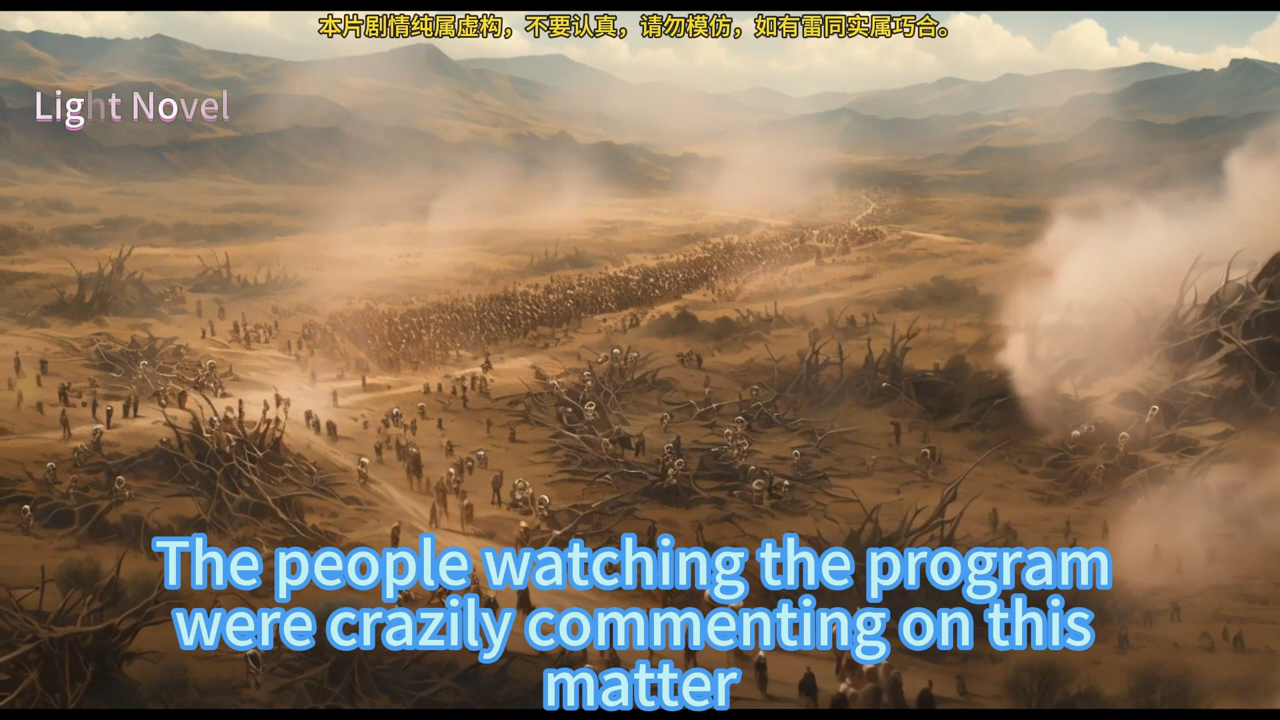 本片剧情纯属虚构，不要认真，请勿模仿，如有雷同实属巧合。
Light Novel
The people watching the program
were crazily commenting on this
matter